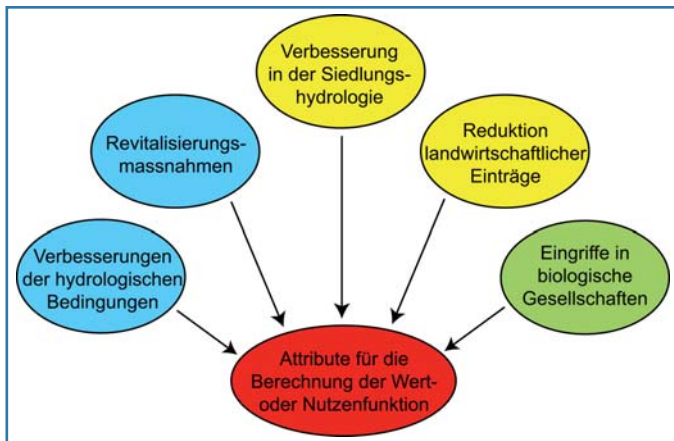 Verbesserung
in der Siedlungs-
hydrologie
Revitalisierungs-
massnahmen
Reduktion
landwirtschaftlicher
Einträge
Verbesserungen
der hydrologischen
Bedingungen
Eingriffe in
biologische
Gesellschaften
Attribute für die
Berechnung der Wert-
oder Nutzenfunktion